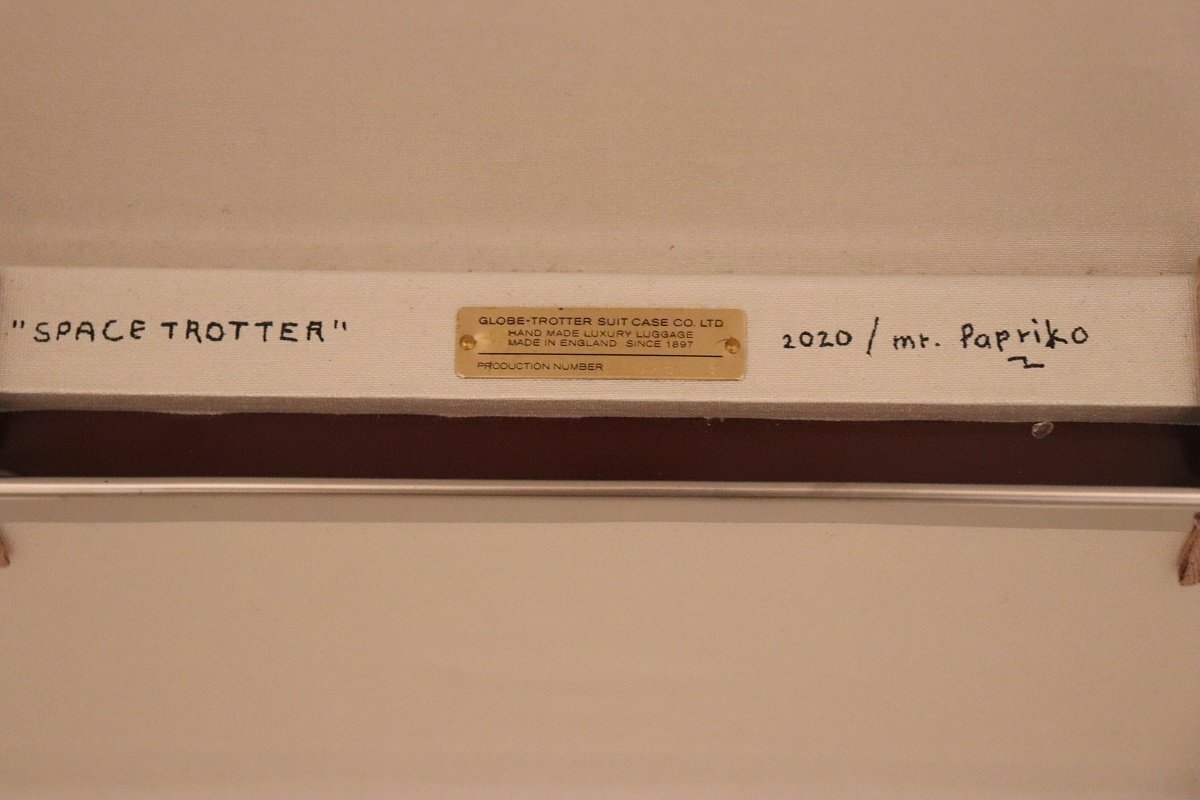 "SPACE TROTTER"
GLOBE-TROTTER SUIT CASE CO. LTD
HAND MADE LUXURY LUGGAGE
MADE IN ENGLAND SINCE 1897
PRODUCTION NUMBER
2020 / mr. Papriko